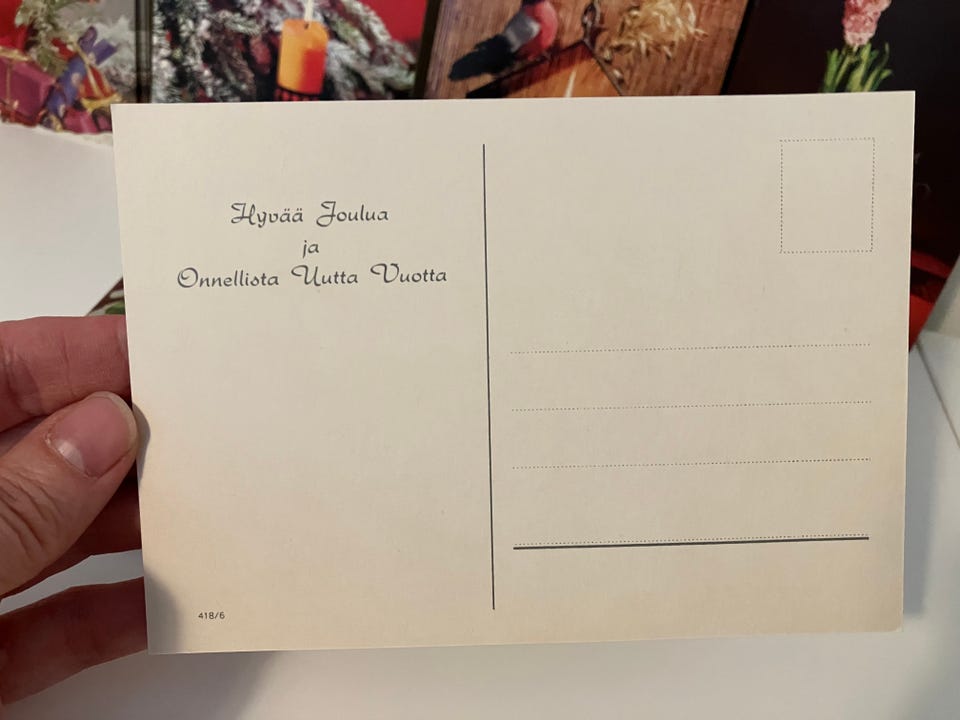 Hyvää Joulua
ja
Onnellista Uutta Vuotta
418/6